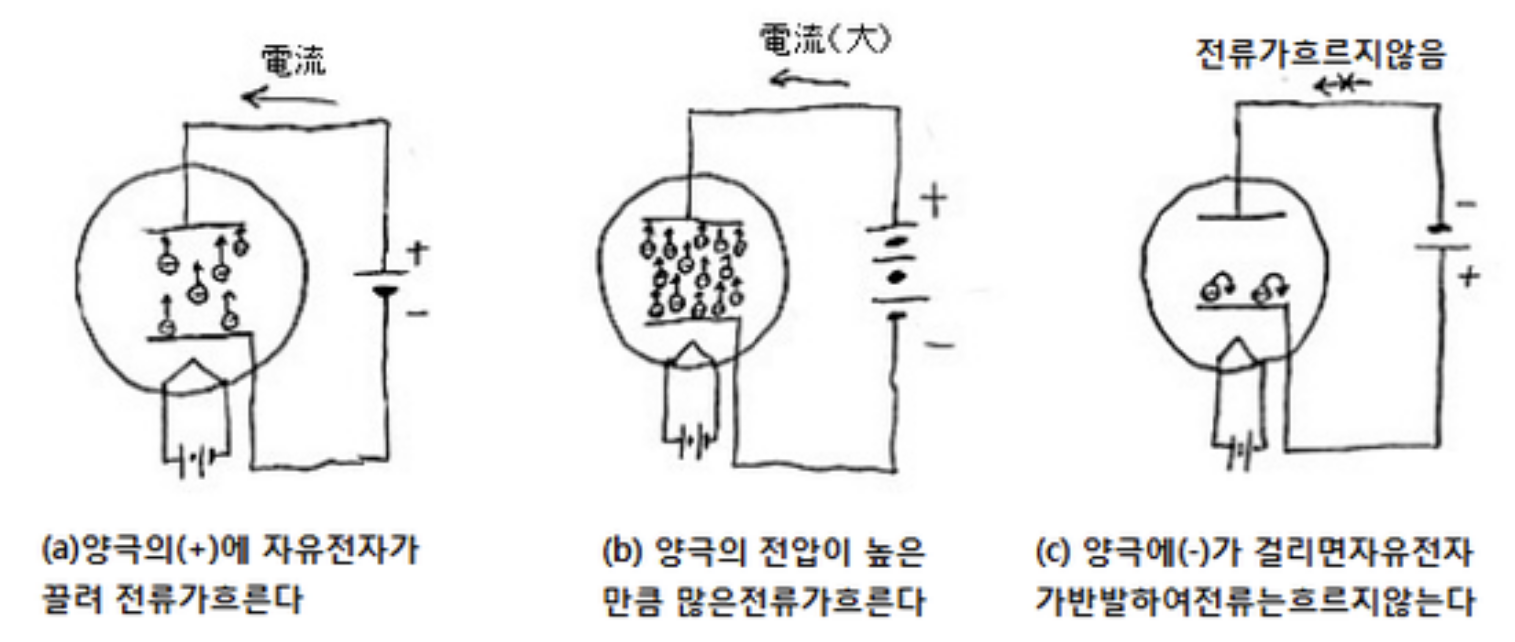 電流
電流(大)
전류가흐르지않음
+
-
+
-
-
+
(a)양극의(+)에 자유전자가
끌려 전류가흐른다
(b) 양극의 전압이 높은
만큼 많은전류가흐른다
(c) 양극에(-)가 걸리면자유전자
가반발하여전류는흐르지않는다